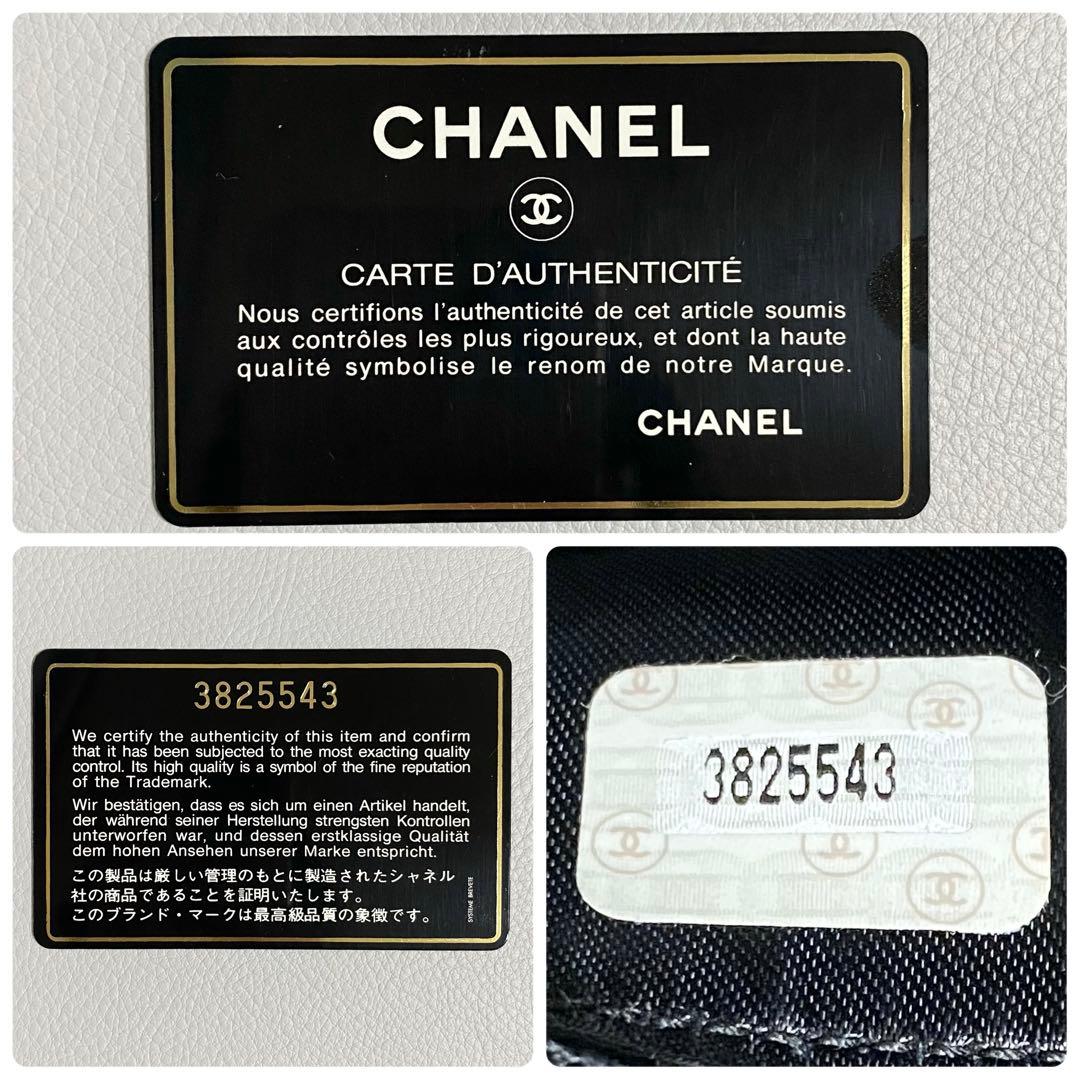 CHANEL
CARTE D'AUTHENTICITÉ
Nous certifions l'authenticité de cet article soumis
aux contrôles les plus rigoureux, et dont la haute
qualité symbolise le renom de notre Marque.
CHANEL
3825543
We certify the authenticity of this item and confirm
that it has been subjected to the most exacting quality
control. Its high quality is a symbol of the fine reputation
of the Trademark.
Wir bestätigen, dass es sich um einen Artikel handelt,
der während seiner Herstellung strengsten Kontrollen
unterworfen war, und dessen erstklassige Qualität
dem hohen Ansehen unserer Marke entspricht.
この製品は厳しい管理のもとに製造されたシャネル
社の商品であることを証明いたします。
このブランド・マークは最高級品質の象徴です。
SYSTEME BREVETE
3825543